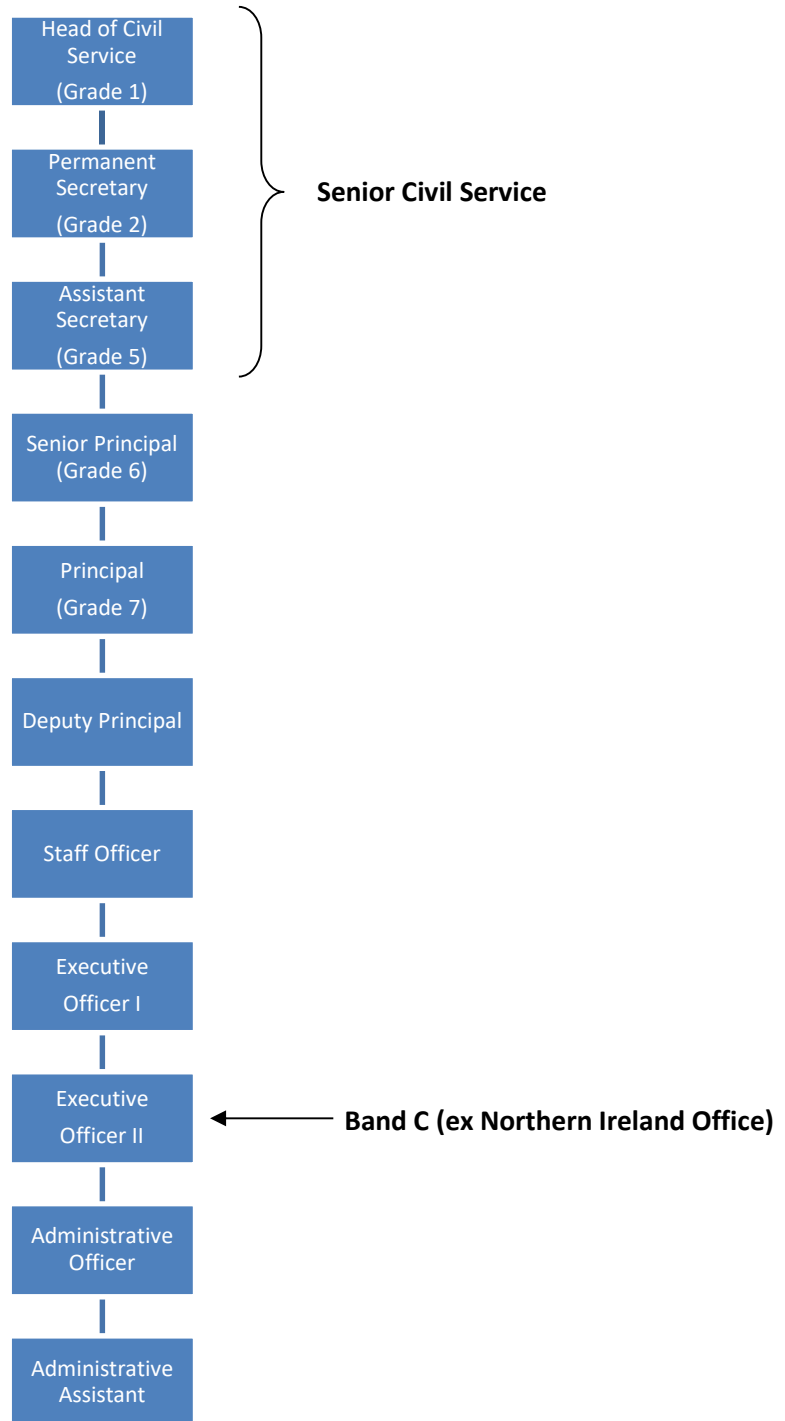 Head of Civil
Service
(Grade 1)
Permanent
Secretary
(Grade 2)
Senior Civil Service
Assistant
Secretary
(Grade 5)
Senior Principal
(Grade 6)
Principal
(Grade 7)
Deputy Principal
Staff Officer
Executive
Officer I
Executive
Officer II
Band C (ex Northern Ireland Office)
Administrative
Officer
Administrative
Assistant